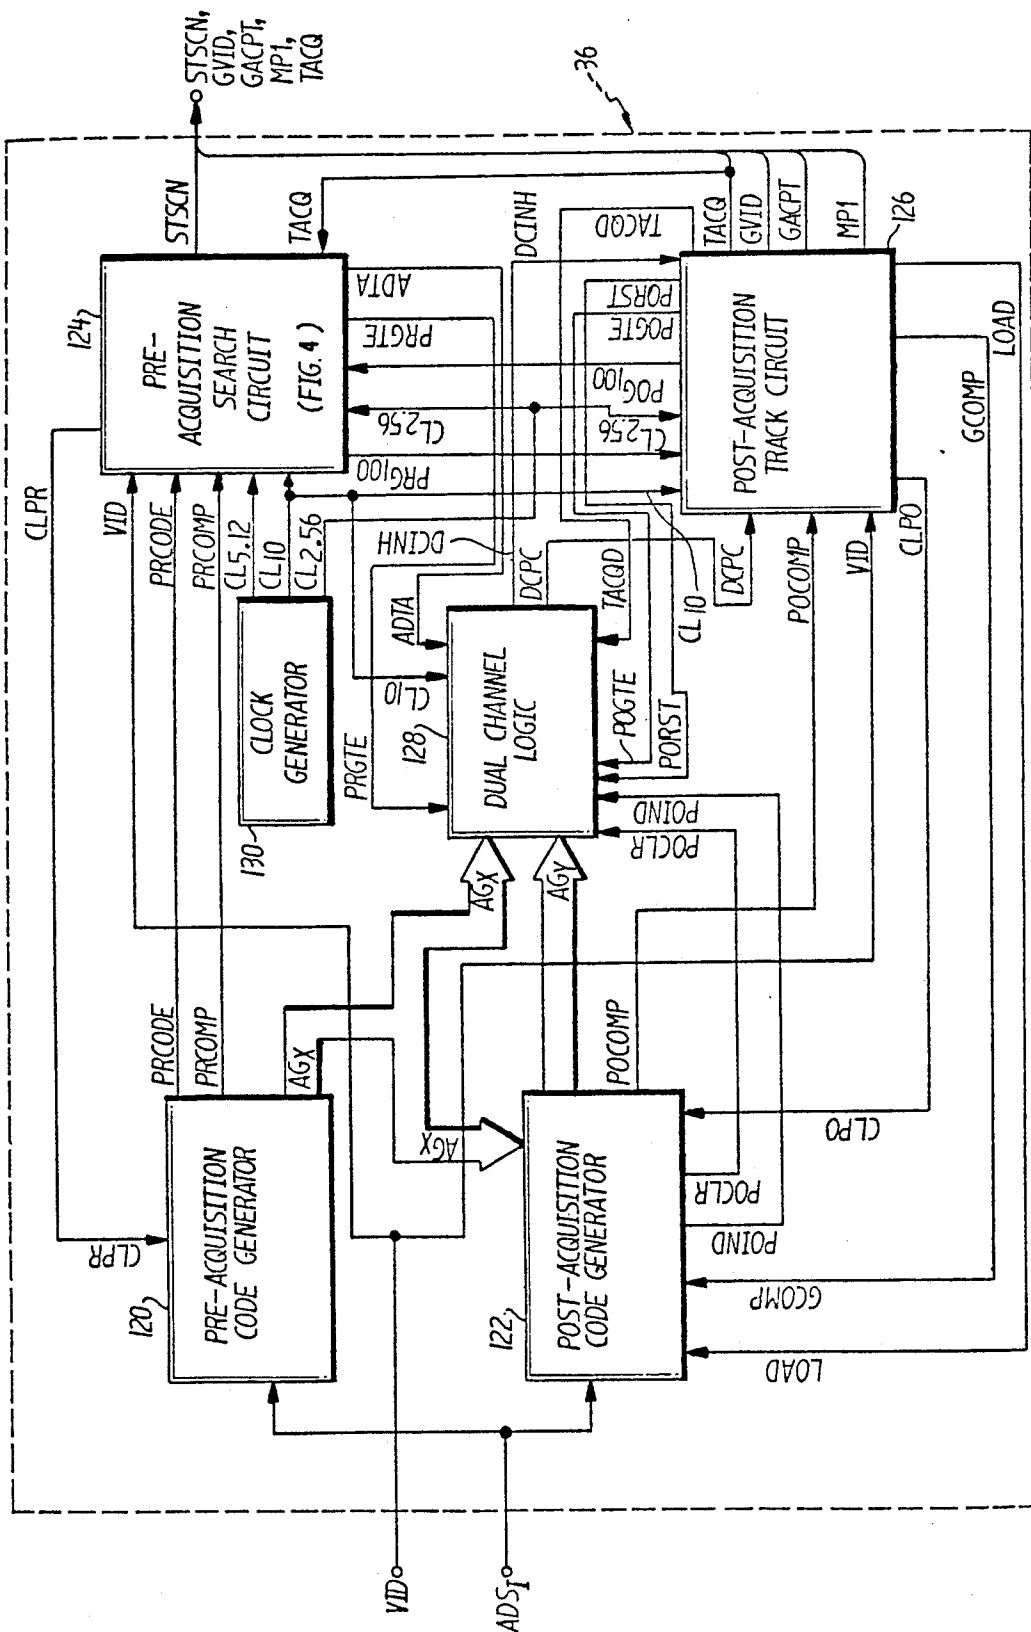 STSCN,
GVID,
GACPT,
MP1,
TACQ
36
CLPR
VID
PRCODE
PRCOMP
CL5.12
CL10
CL2.56
124
PRE-
ACQUISITION
SEARCH
CIRCUIT
(FIG. 4)
STSCN
TACQ
ADTA
PRGTE
POG100
CL2.56
PRG100
130
CLOCK
GENERATOR
PRGTE
CL10
ADTA
128
DUAL CHANNEL
LOGIC
DCINH
DCPC
TACQD
POGTE
PORST
POIND
POCLR
AGX
AGY
DCINH
TACQD
PORST
POGTE
CL2.56
CL10
DCPC
POCOMP
VID
POST-ACQUISITION
TRACK CIRCUIT
126
TACQ
GVID
GACPT
MP1
LOAD
GCOMP
CLPO
PRCODE
PRCOMP
AGX
CLPR
120
PRE-ACQUISITION
CODE GENERATOR
AGX
122
POST-ACQUISITION
CODE GENERATOR
POCOMP
CLPO
POCLR
POIND
GCOMP
LOAD
VID
ADSI